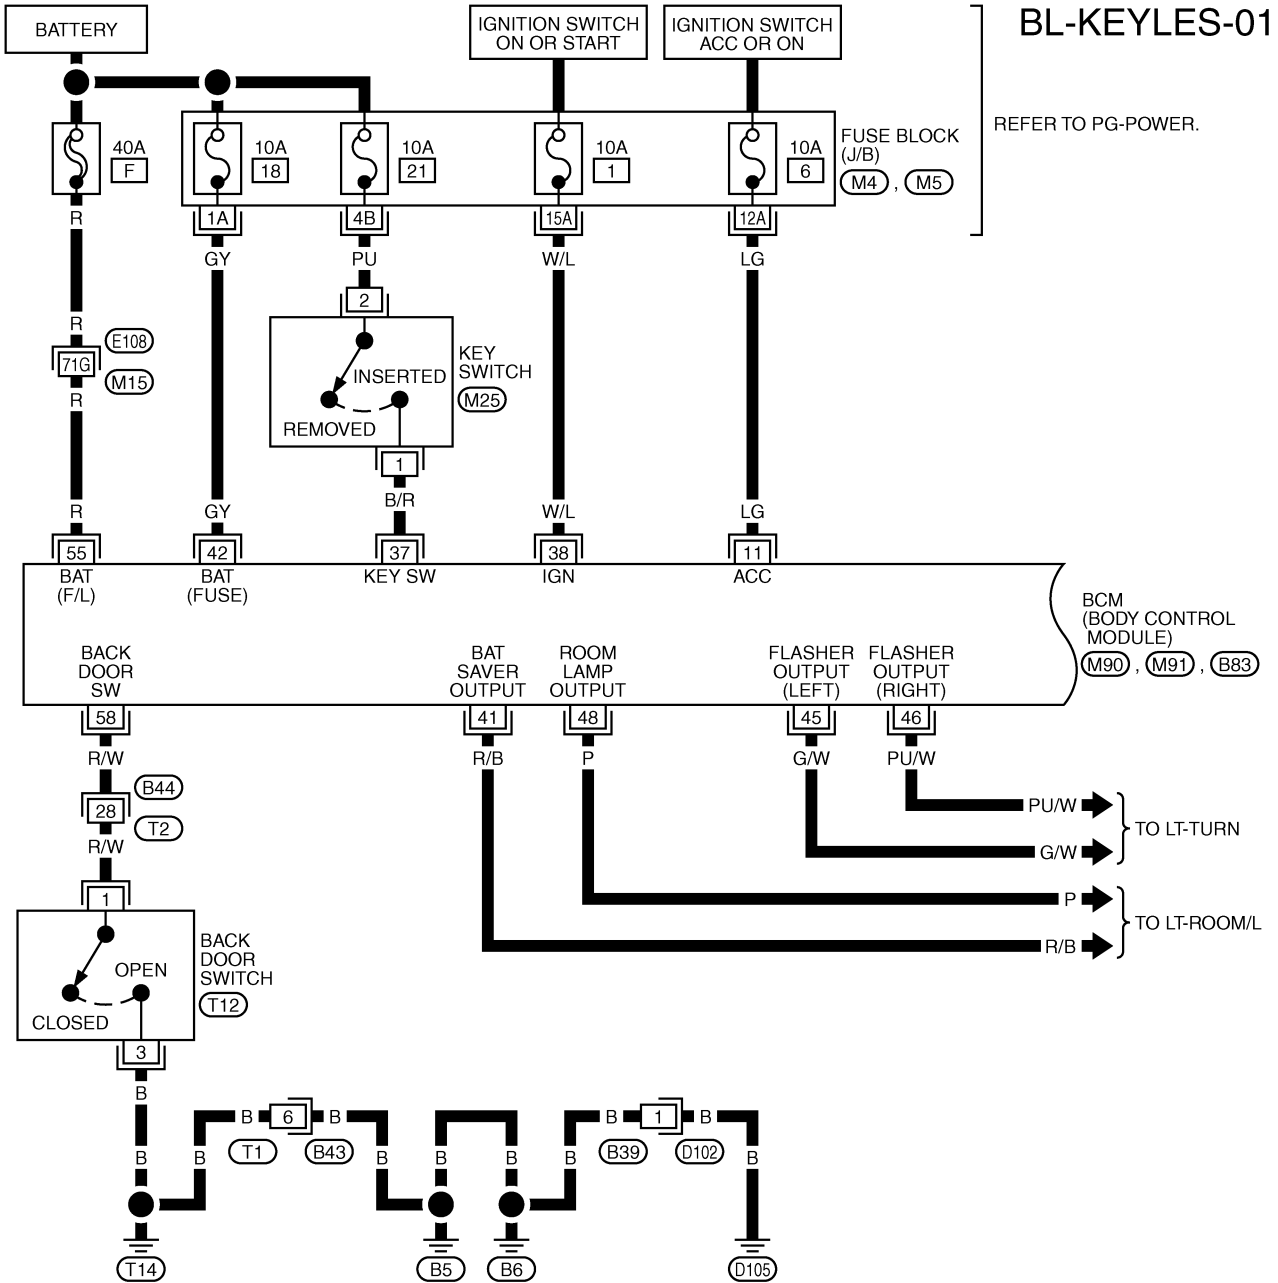 BL-KEYLES-01
BATTERY
IGNITION SWITCH
ON OR START
IGNITION SWITCH
ACC OR ON
REFER TO PG-POWER.
40A
F
10A
18
10A
21
10A
1
10A
6
FUSE BLOCK
(J/B)
M4 , M5
1A
4B
15A
12A
R
GY
PU
W/L
LG
2
R
E108
71G
M15
R
KEY
SWITCH
M25
INSERTED
REMOVED
1
B/R
R
GY
W/L
LG
55
42
37
38
11
BAT
(F/L)
BAT
(FUSE)
KEY SW
IGN
ACC
BCM
(BODY CONTROL
MODULE)
M90 , M91 , B83
BACK
DOOR
SW
BAT
SAVER
OUTPUT
ROOM
LAMP
OUTPUT
FLASHER
OUTPUT
(LEFT)
FLASHER
OUTPUT
(RIGHT)
58
41
48
45
46
R/W
R/B
P
G/W
PU/W
B44
28
T2
R/W
PU/W
G/W
TO LT-TURN
P
R/B
TO LT-ROOM/L
1
BACK
DOOR
SWITCH
T12
OPEN
CLOSED
3
B
B
6
B
B
1
B
T1
B43
B39
D102
B
B
B
B
B
B
B
T14
B5
B6
D105